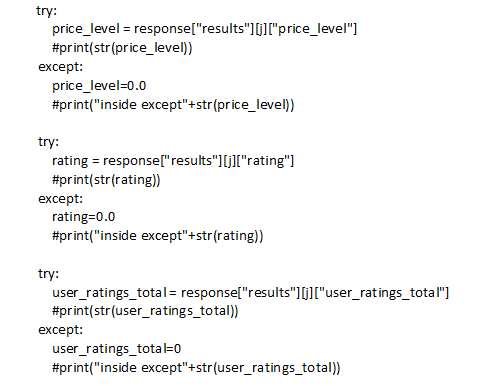 try:
price_level = response["results"][j]["price_level"]
#print(str(price_level))
except:
price_level=0.0
#print("inside except"+str(price_level))
try:
rating = response["results"][j]["rating"]
#print(str(rating))
except:
rating=0.0
#print("inside except"+str(rating))
try:
user_ratings_total = response["results"][j]["user_ratings_total"]
#print(str(user_ratings_total))
except:
user_ratings_total=0
#print("inside except"+str(user_ratings_total))